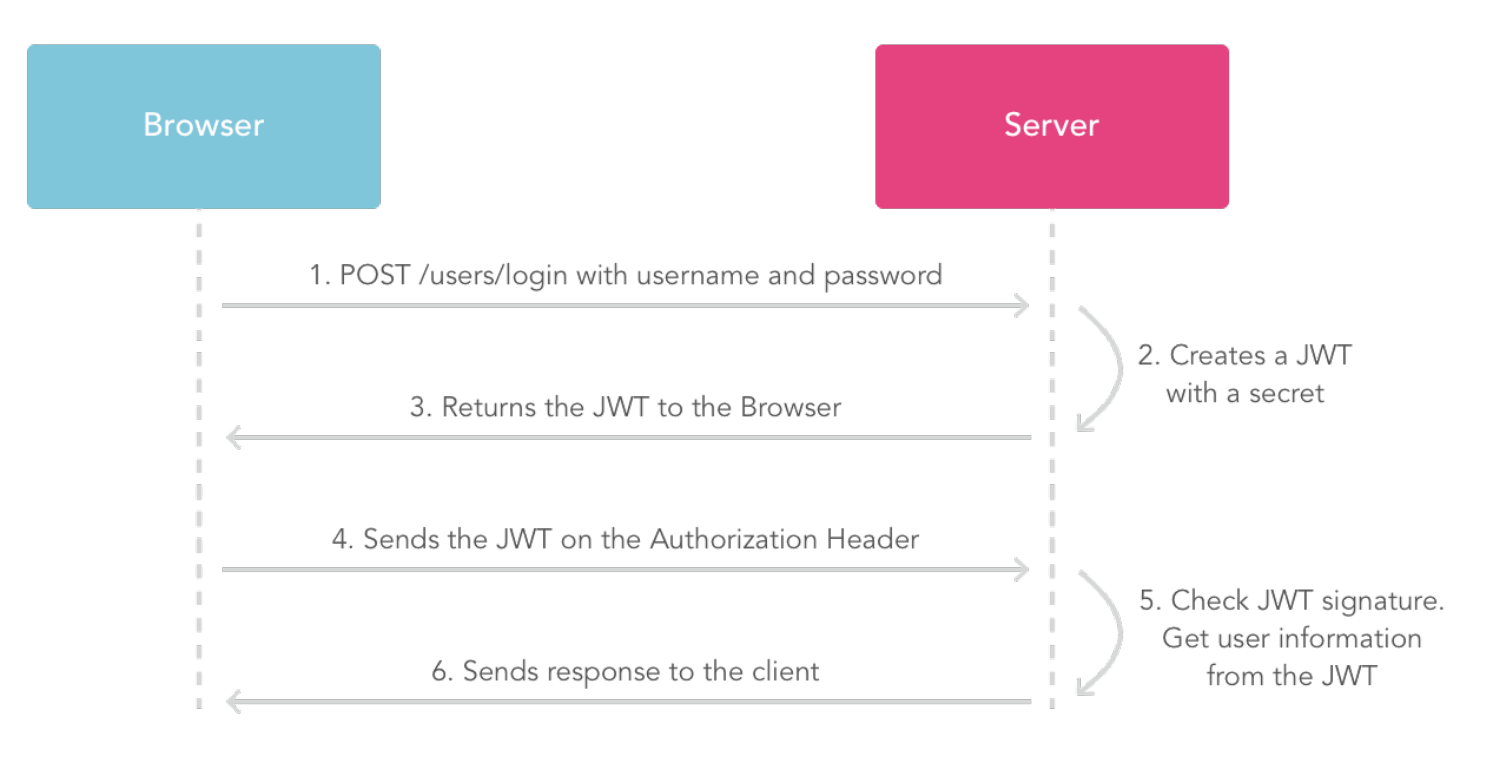 Browser
Server
1. POST /users/login with username and password
2. Creates a JWT
with a secret
3. Returns the JWT to the Browser
4. Sends the JWT on the Authorization Header
5. Check JWT signature.
Get user information
from the JWT
6. Sends response to the client